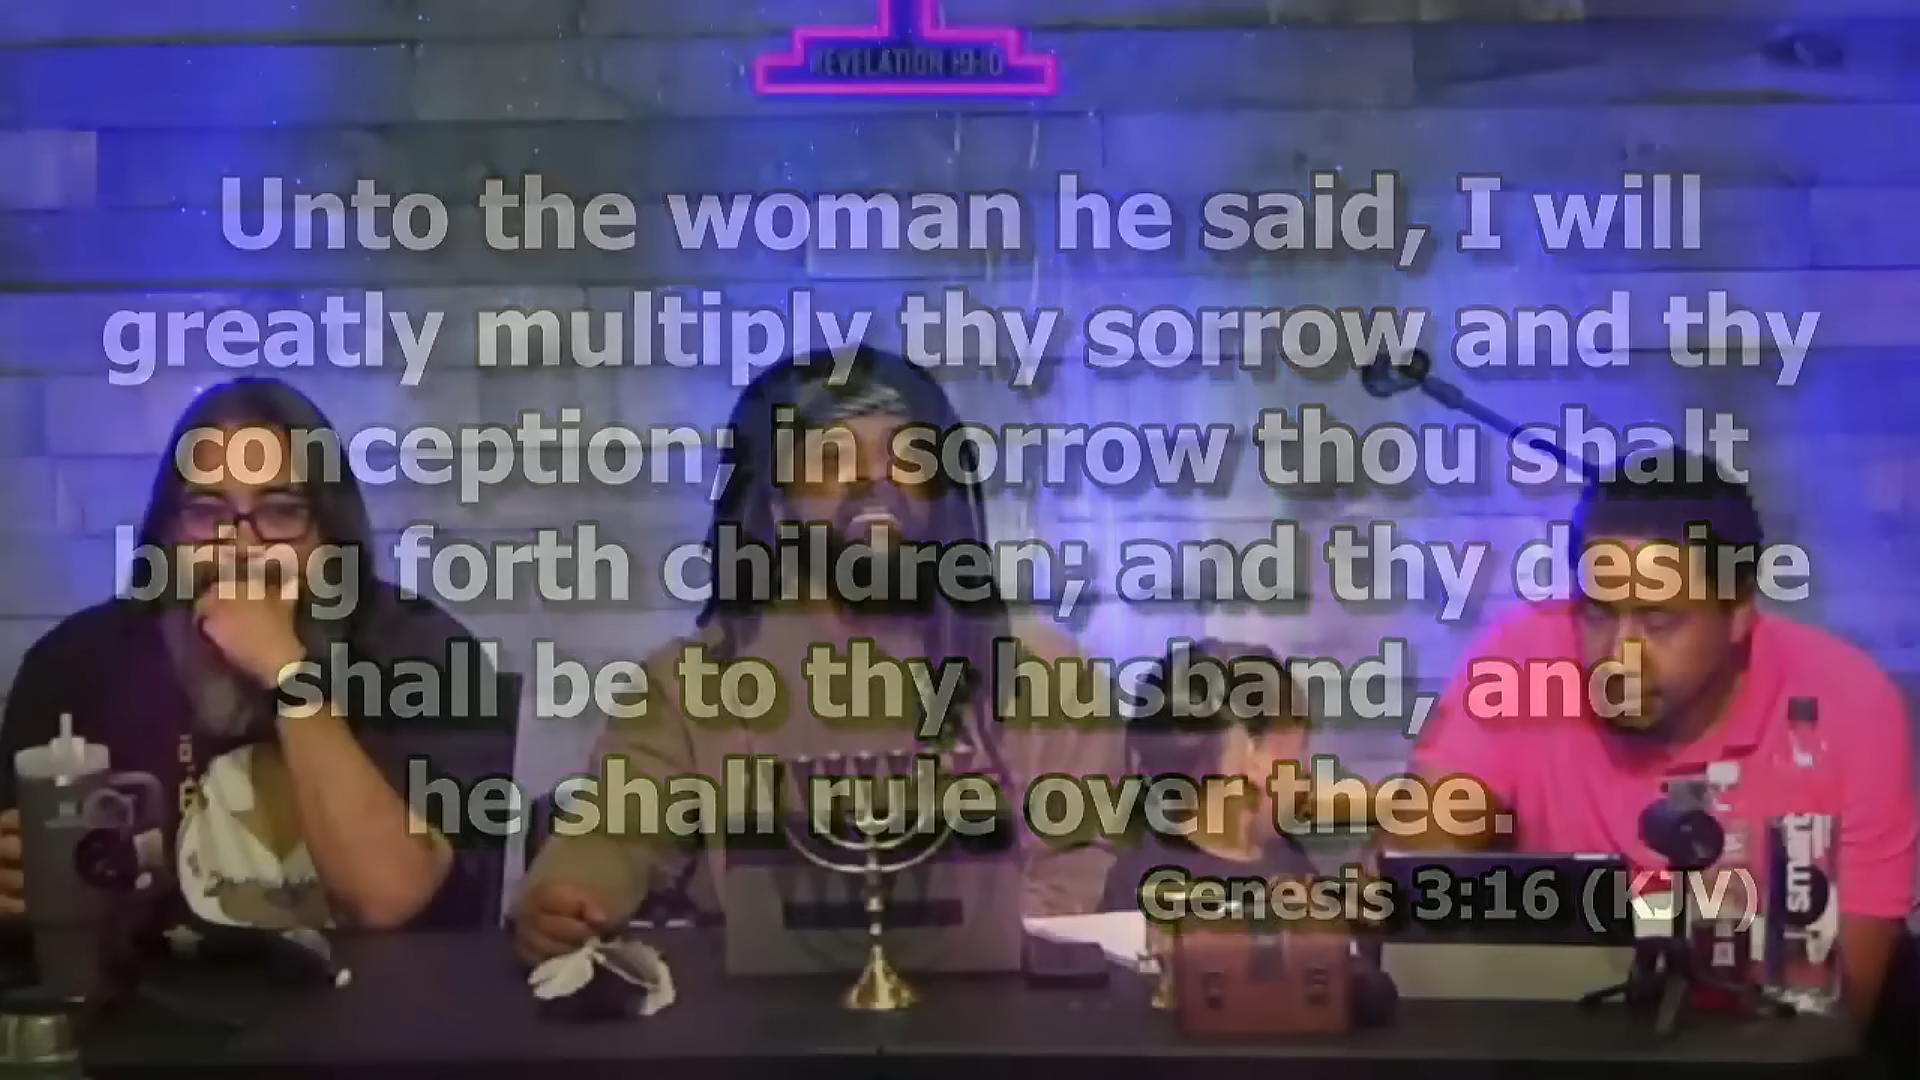 REVELATION 19:10
Unto the woman he said, I will
greatly multiply thy sorrow and thy
conception; in sorrow thou shalt
bring forth children; and thy desire
shall be to thy husband, and
he shall rule over thee.
Genesis 3:16 (KJV)
smart